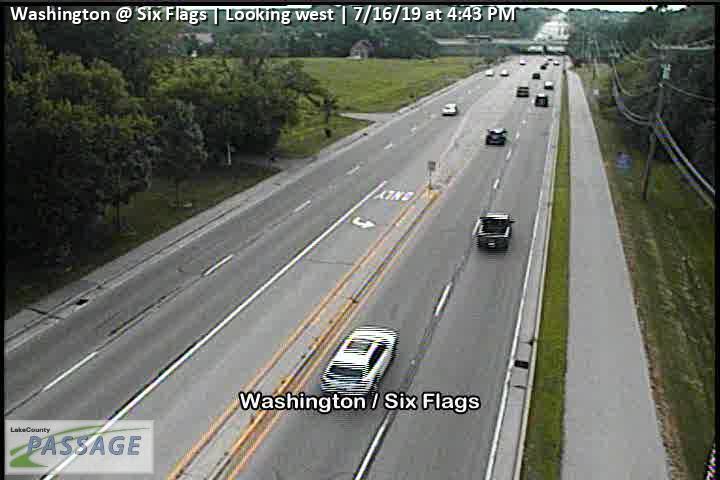 Washington @ Six Flags | Looking west | 7/16/19 at 4:43 PM
ONLY
Washington / Six Flags
LakeCounty
PASSAGE